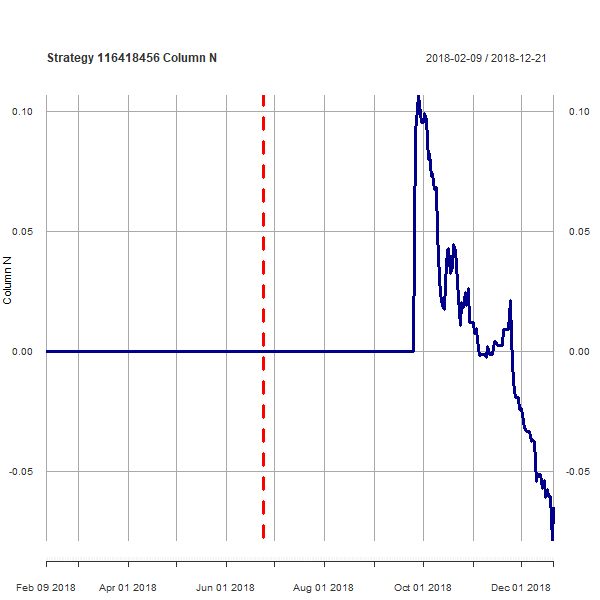 Strategy 116418456 Column N
2018-02-09 / 2018-12-21
0.10
0.10
0.05
0.05
Column N
0.00
0.00
-0.05
-0.05
Feb 09 2018
Apr 01 2018
Jun 01 2018
Aug 01 2018
Oct 01 2018
Dec 01 2018